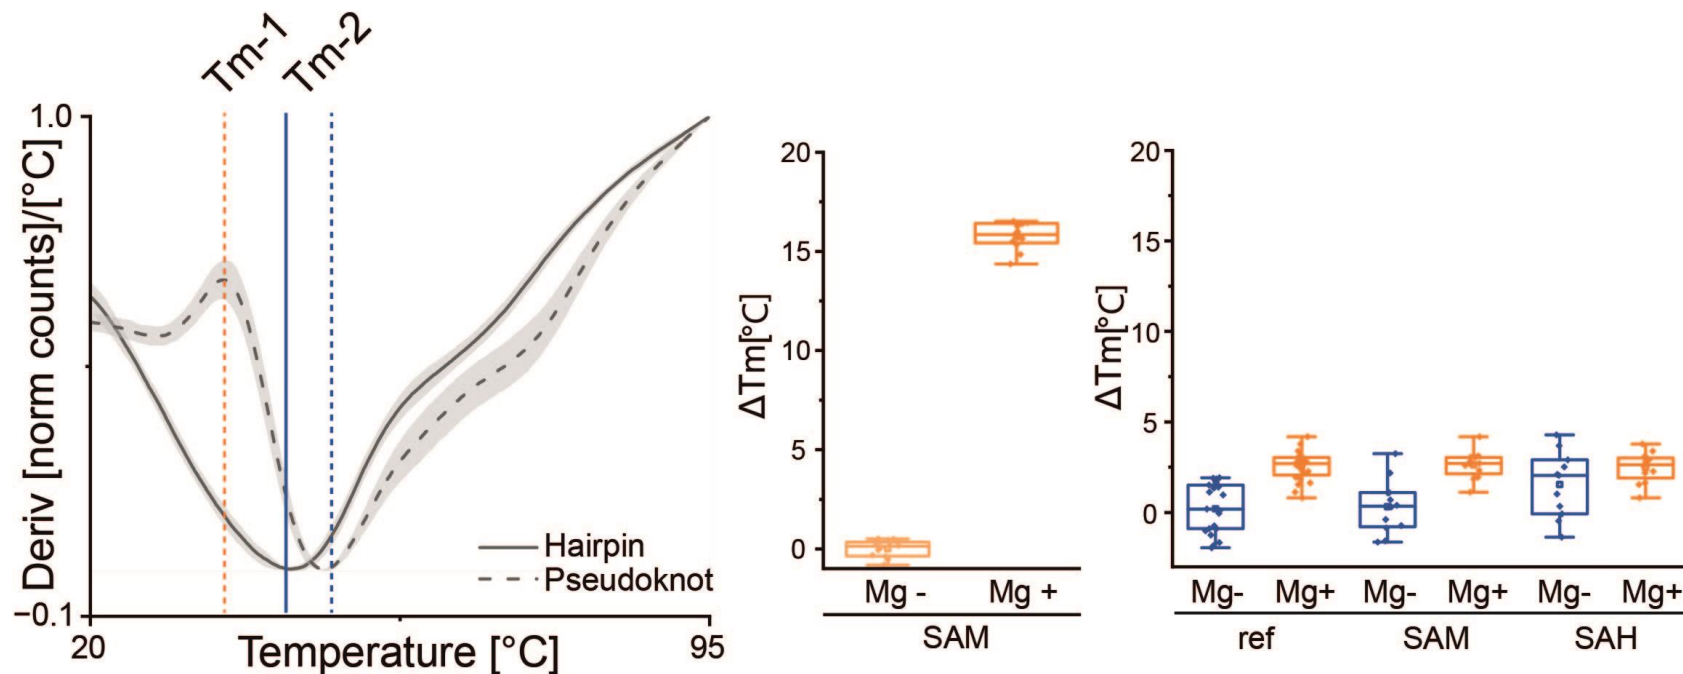 Tm-1
Tm-2
Deriv [norm counts]/[°C]
1.0
−0.1
20
95
Temperature [°C]
Hairpin
Pseudoknot
ΔTm[°C]
20
15
10
5
0
Mg -
Mg +
SAM
ΔTm[°C]
20
15
10
5
0
Mg-
Mg+
Mg-
Mg+
Mg-
Mg+
ref
SAM
SAH